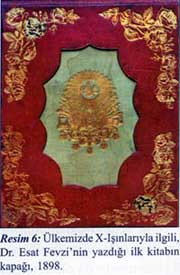 Resim 6: Ülkemizde X-Işınlarıyla ilgili,
Dr. Esat Fevzi'nin yazdığı ilk kitabın
kapağı, 1898.